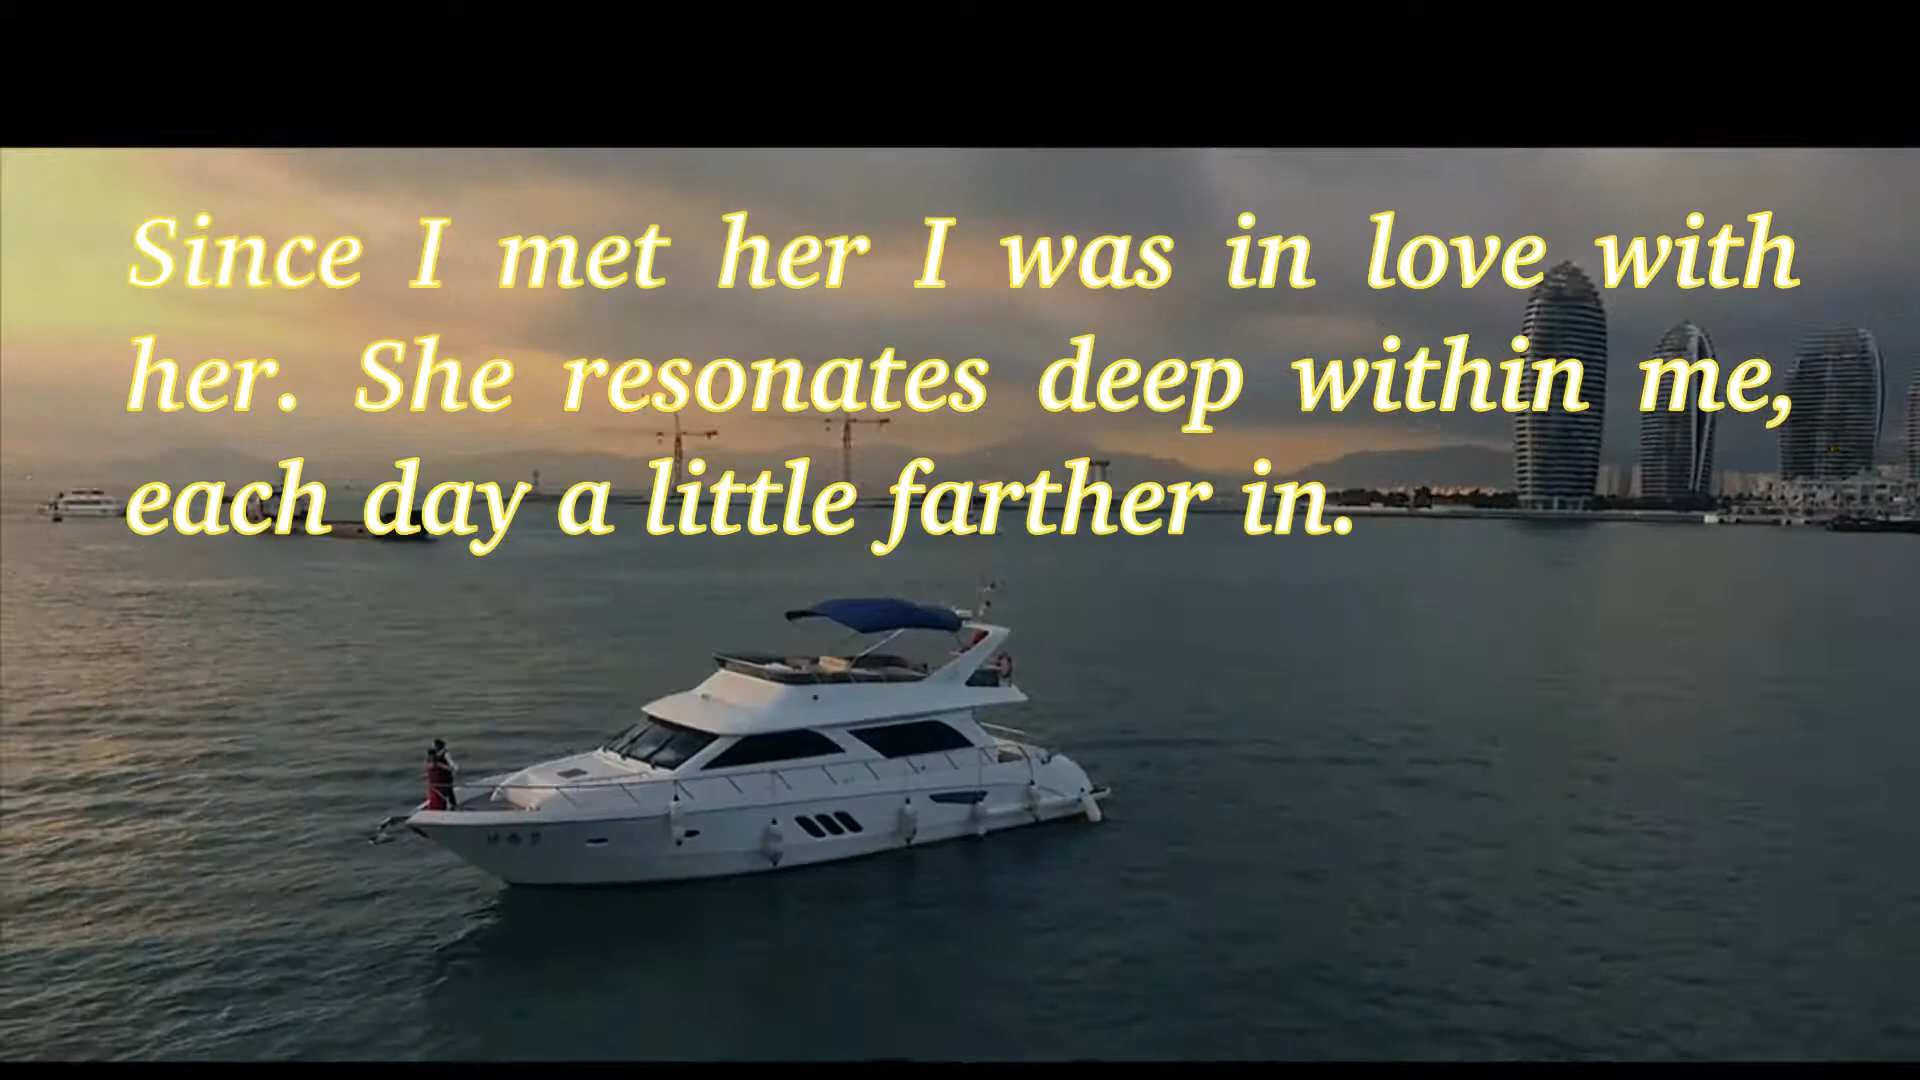 Since I met her I was in love with
her. She resonates deep within me,
each day a little farther in.